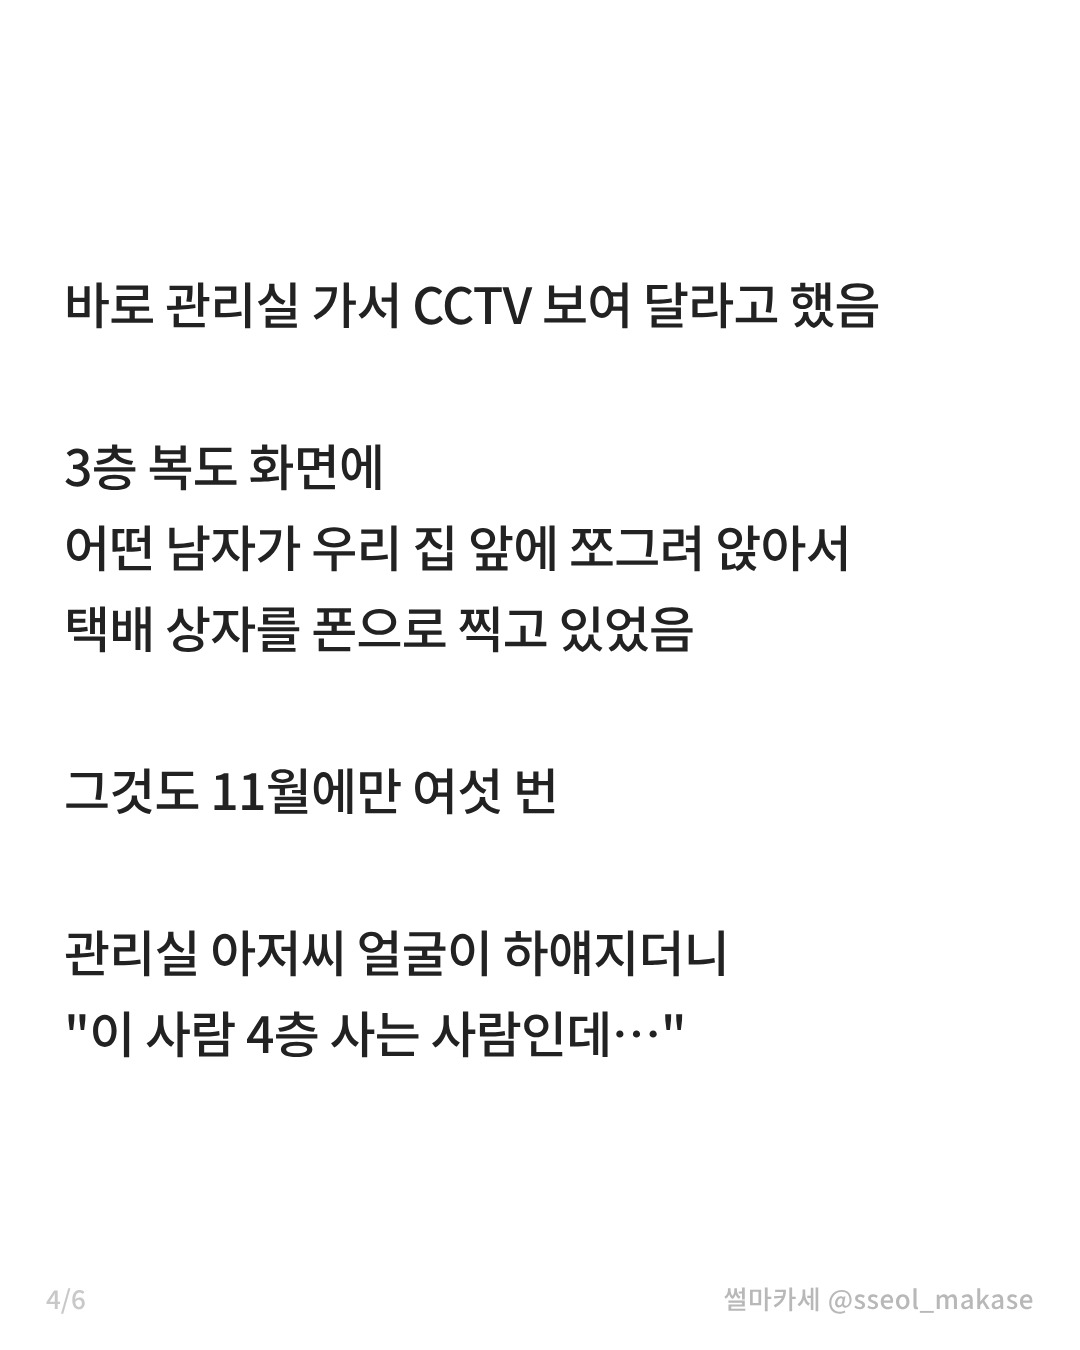 바로 관리실 가서 CCTV 보여 달라고 했음
3층 복도 화면에
어떤 남자가 우리 집 앞에 쪼그려 앉아서
택배 상자를 폰으로 찍고 있었음
그것도 11월에만 여섯 번
관리실 아저씨 얼굴이 하얘지더니
"이 사람 4층 사는 사람인데…"
4/6
썰마카세 @sseol_makase